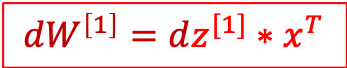 dW^[1] = dz^[1] * x^T